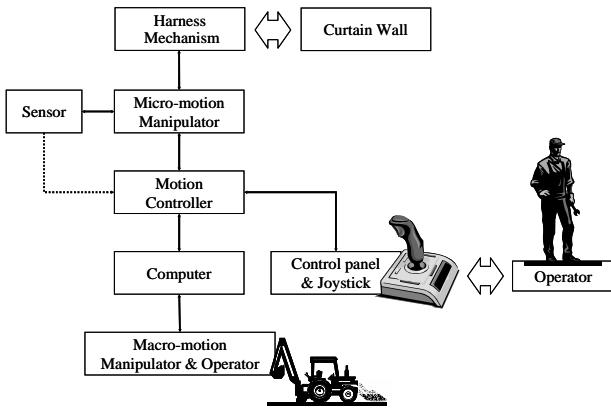 Harness
Mechanism
Curtain Wall
Sensor
Micro-motion
Manipulator
Motion
Controller
Computer
Control panel
& Joystick
Operator
Macro-motion
Manipulator & Operator